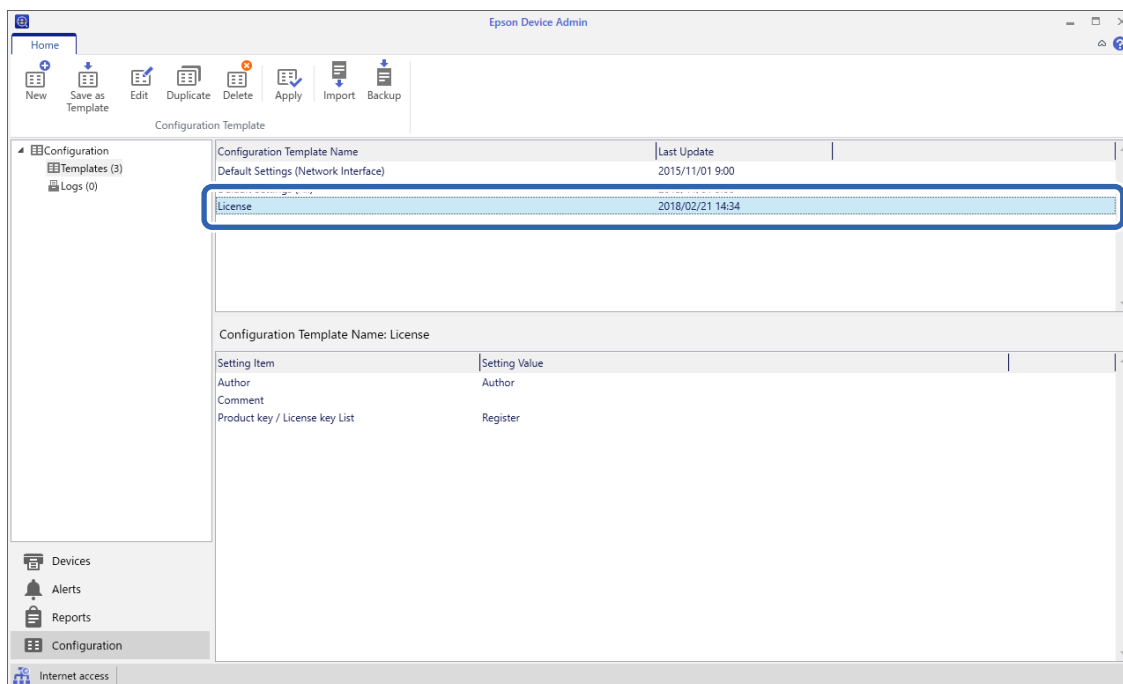 Epson Device Admin
Home
New
Save as
Template
Edit
Duplicate
Delete
Apply
Import
Backup
Configuration Template
Configuration
Templates (3)
Logs (0)
Configuration Template Name
Last Update
Default Settings (Network Interface)
2015/11/01 9:00
License
2018/02/21 14:34
Configuration Template Name: License
Setting Item
Setting Value
Author
Author
Comment
Product key / License key List
Register
Devices
Alerts
Reports
Configuration
Internet access